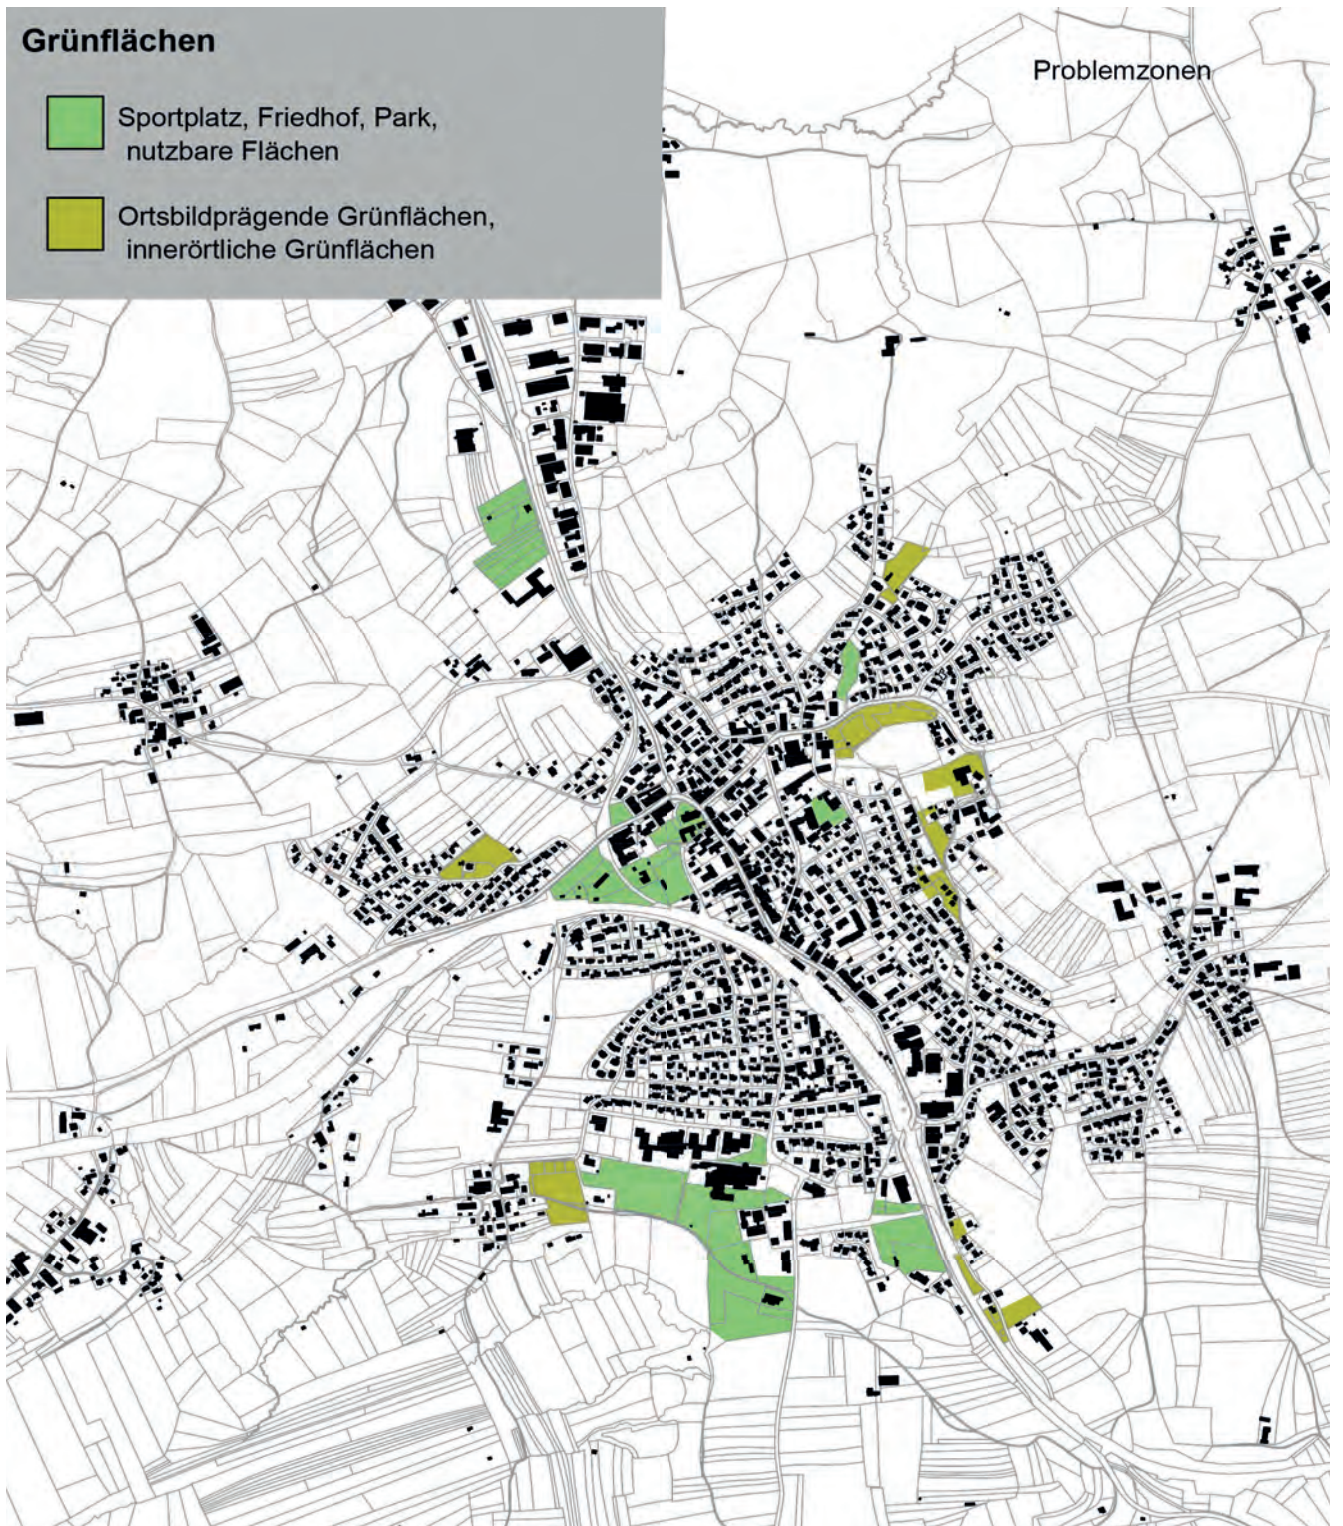 Grünflächen
Sportplatz, Friedhof, Park,
nutzbare Flächen
Ortsbildprägende Grünflächen,
innerörtliche Grünflächen
Problemzonen